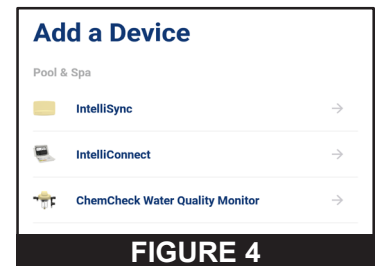 Add a Device
Pool & Spa
IntelliSync
IntelliConnect
ChemCheck Water Quality Monitor
FIGURE 4